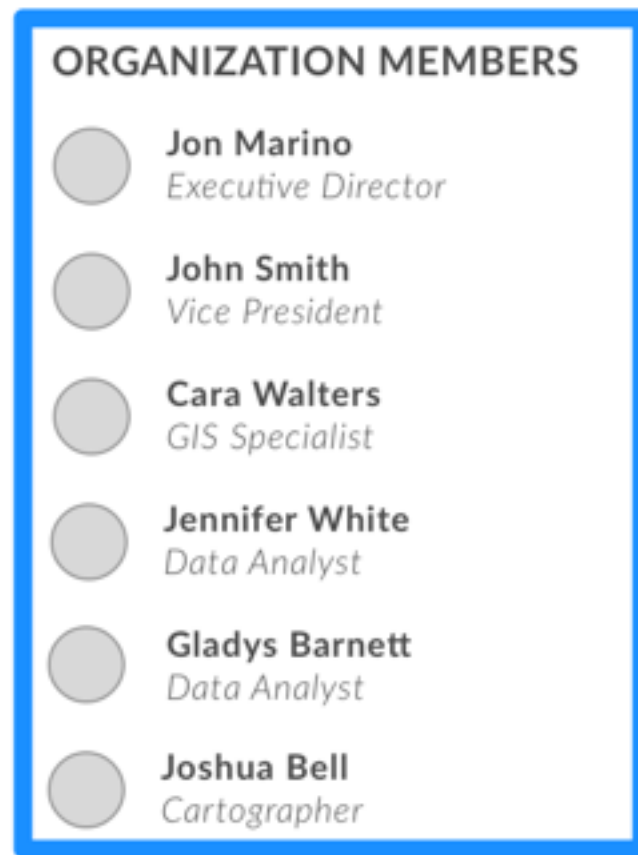 ORGANIZATION MEMBERS
Jon Marino
Executive Director
John Smith
Vice President
Cara Walters
GIS Specialist
Jennifer White
Data Analyst
Gladys Barnett
Data Analyst
Joshua Bell
Cartographer